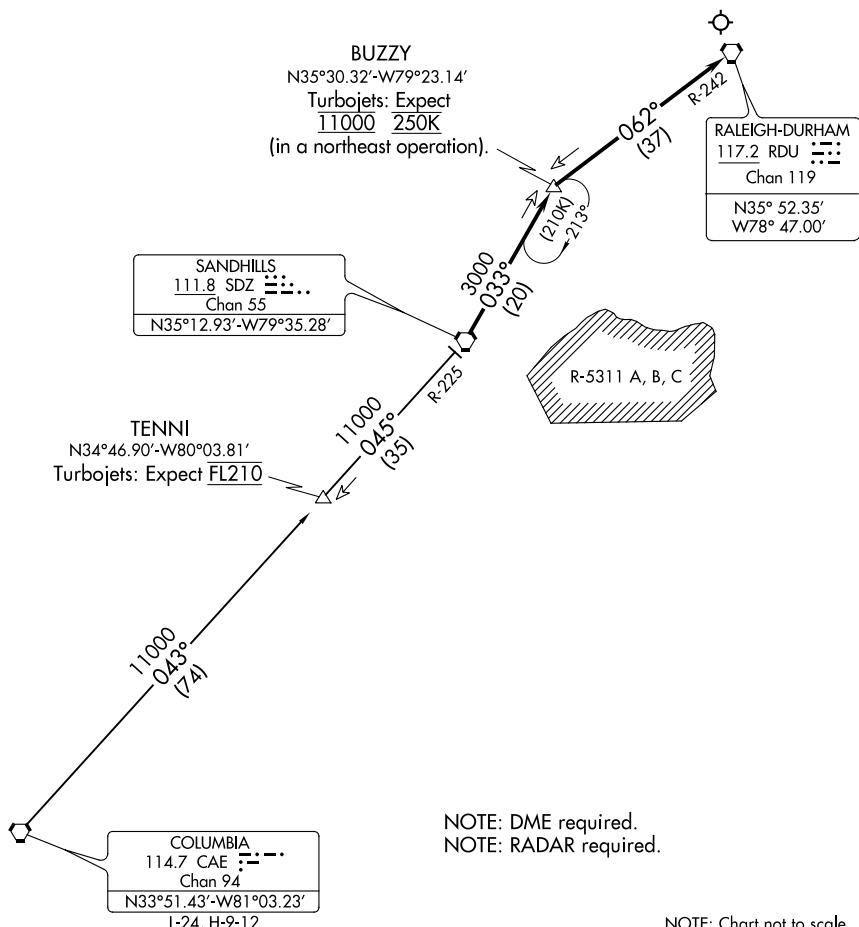 BUZZY
N35°30.32'-W79°23.14'
Turbojets: Expect
11000 250K
(in a northeast operation).
R-242
062°
(37)
RALEIGH-DURHAM
117.2 RDU
Chan 119
N35° 52.35'
W78° 47.00'
(210K)
213°
SANDHILLS
111.8 SDZ
Chan 55
N35°12.93'-W79°35.28'
3000
033°
(20)
R-5311 A, B, C
R-225
11000
045°
(35)
TENNI
N34°46.90'-W80°03.81'
Turbojets: Expect FL210
11000
043°
(74)
NOTE: DME required.
NOTE: RADAR required.
COLUMBIA
114.7 CAE
Chan 94
N33°51.43'-W81°03.23'
L-24, H-9-12
NOTE: Chart not to scale